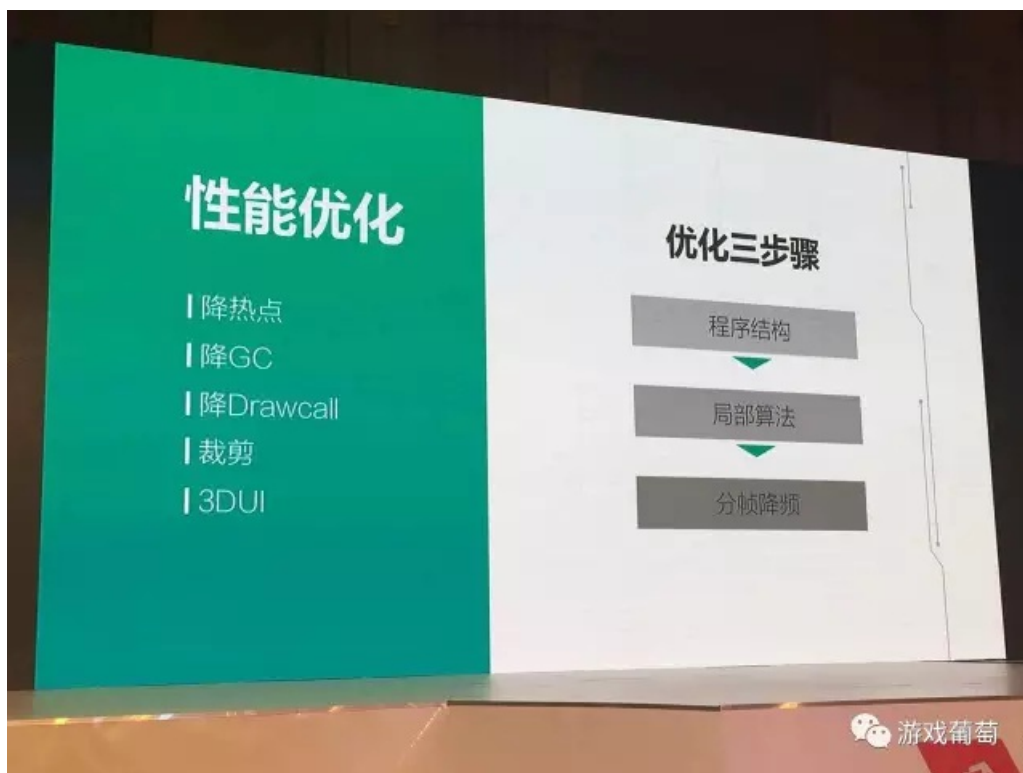 性能优化
降热点
降GC
降Drawcall
裁剪
3DUI
优化三步骤
程序结构
局部算法
分帧降频
游戏葡萄